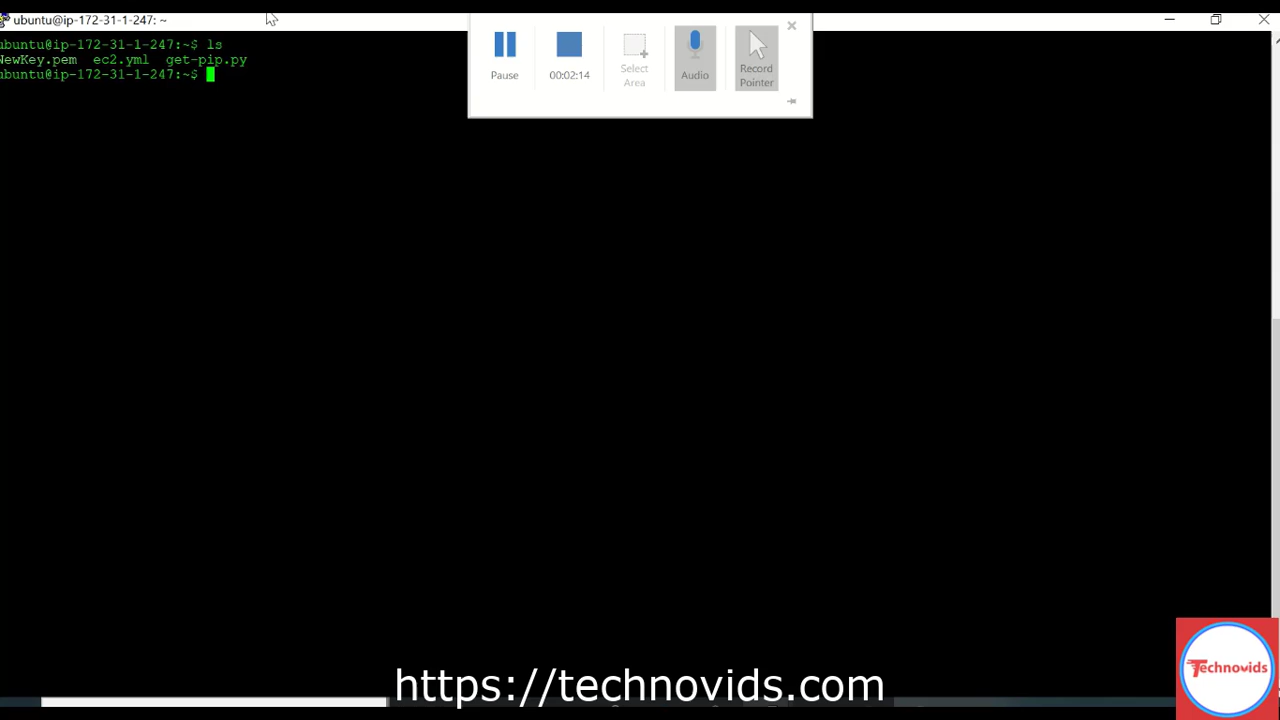 ubuntu@ip-172-31-1-247: ~
ubuntu@ip-172-31-1-247:~$ ls
NewKey.pem ec2.yml get-pip.py
ubuntu@ip-172-31-1-247:~$
Pause
00:02:14
Select
Area
Audio
Record
Pointer
https://technovids.com
Technovids